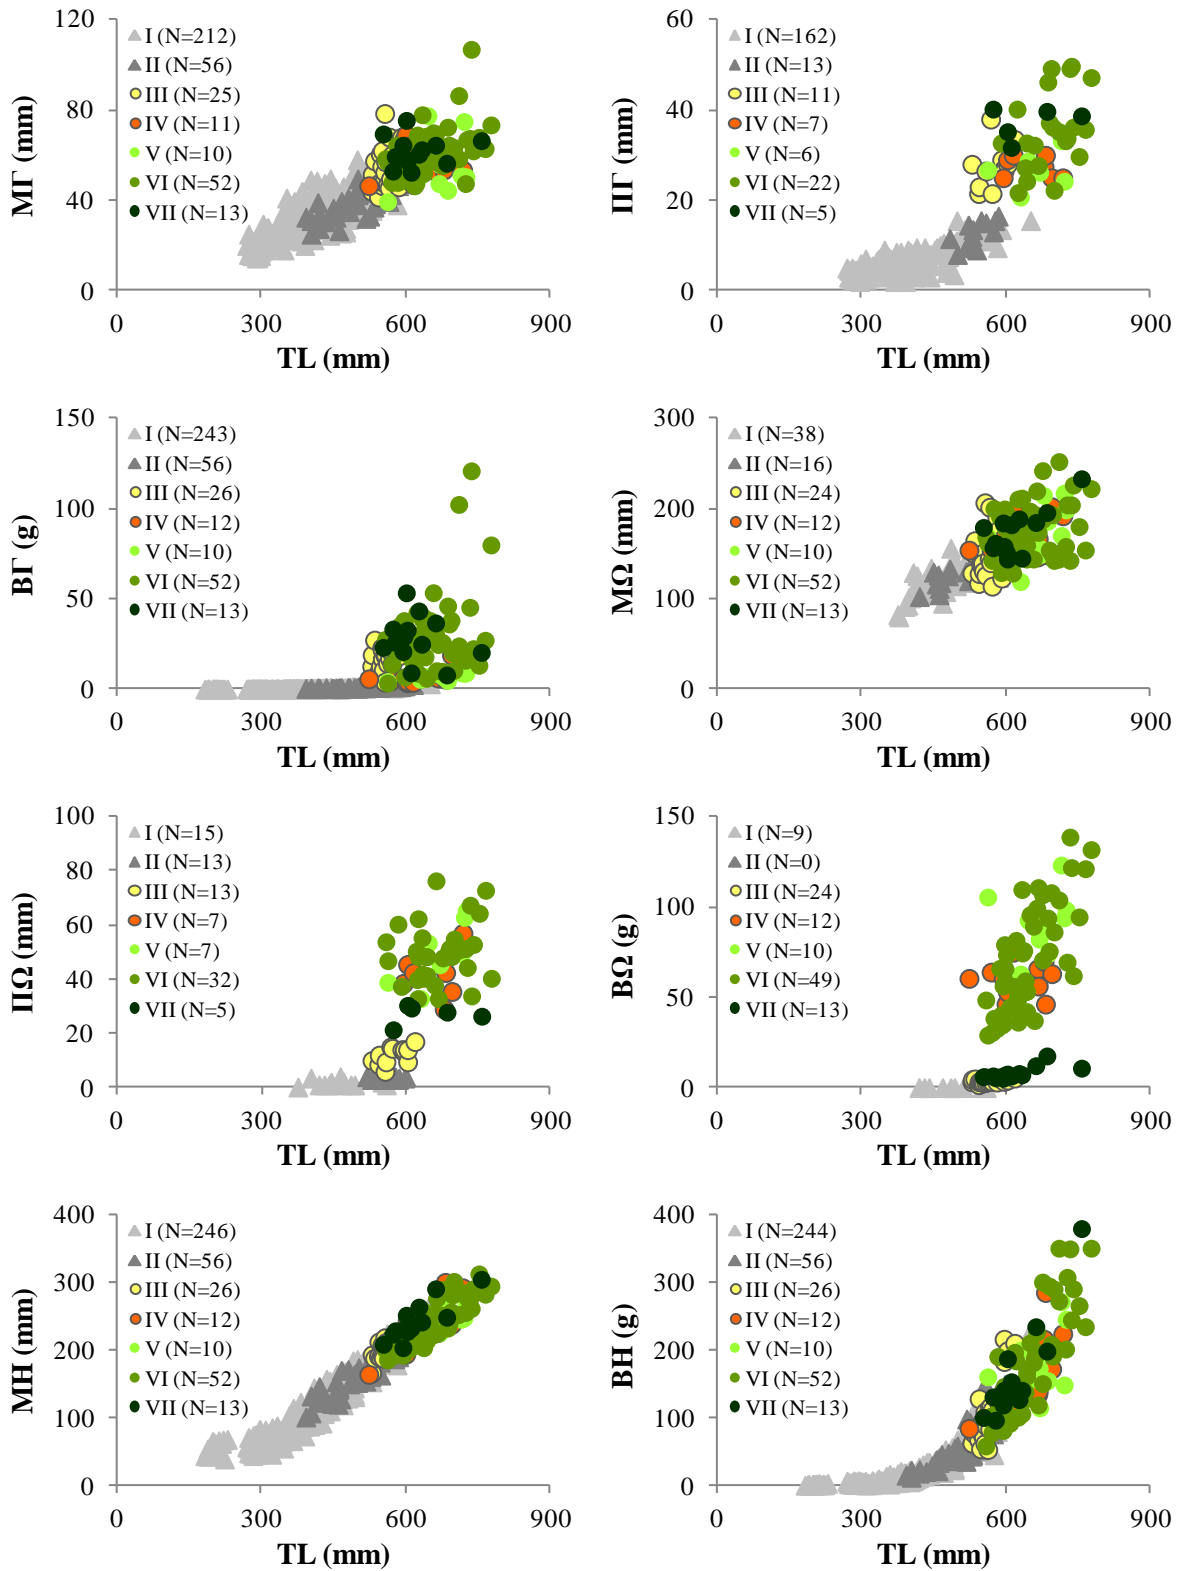 120
80
40
0
ΜΓ (mm)
I (N=212)
II (N=56)
III (N=25)
IV (N=11)
V (N=10)
VI (N=52)
VII (N=13)
0 300 600 900
TL (mm)
60
40
20
0
ΠΓ (mm)
I (N=162)
II (N=13)
III (N=11)
IV (N=7)
V (N=6)
VI (N=22)
VII (N=5)
0 300 600 900
TL (mm)
150
100
50
0
ΒΓ (g)
I (N=243)
II (N=56)
III (N=26)
IV (N=12)
V (N=10)
VI (N=52)
VII (N=13)
0 300 600 900
TL (mm)
300
200
100
0
ΜΩ (mm)
I (N=38)
II (N=16)
III (N=24)
IV (N=12)
V (N=10)
VI (N=52)
VII (N=13)
0 300 600 900
TL (mm)
100
80
60
40
20
0
ΠΩ (mm)
I (N=15)
II (N=13)
III (N=13)
IV (N=7)
V (N=7)
VI (N=32)
VII (N=5)
0 300 600 900
TL (mm)
150
100
50
0
ΒΩ (g)
I (N=9)
II (N=0)
III (N=24)
IV (N=12)
V (N=10)
VI (N=49)
VII (N=13)
0 300 600 900
TL (mm)
400
300
200
100
0
ΜΗ (mm)
I (N=246)
II (N=56)
III (N=26)
IV (N=12)
V (N=10)
VI (N=52)
VII (N=13)
0 300 600 900
TL (mm)
400
300
200
100
0
ΒΗ (g)
I (N=244)
II (N=56)
III (N=26)
IV (N=12)
V (N=10)
VI (N=52)
VII (N=13)
0 300 600 900
TL (mm)